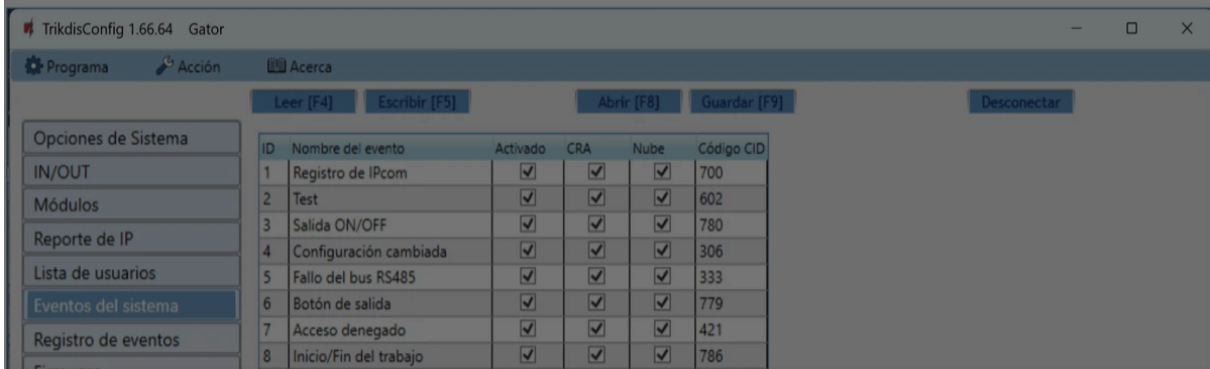 TrikdisConfig 1.66.64 Gator
Programa Acción Acerca
Leer [F4] Escribir [F5] Abrir [F8] Guardar [F9] Desconectar
Opciones de Sistema
IN/OUT
Módulos
Reporte de IP
Lista de usuarios
Eventos del sistema
Registro de eventos
ID Nombre del evento Activado CRA Nube Código CID
1 Registro de IPcom 700
2 Test 602
3 Salida ON/OFF 780
4 Configuración cambiada 306
5 Fallo del bus RS485 333
6 Botón de salida 779
7 Acceso denegado 421
8 Inicio/Fin del trabajo 786